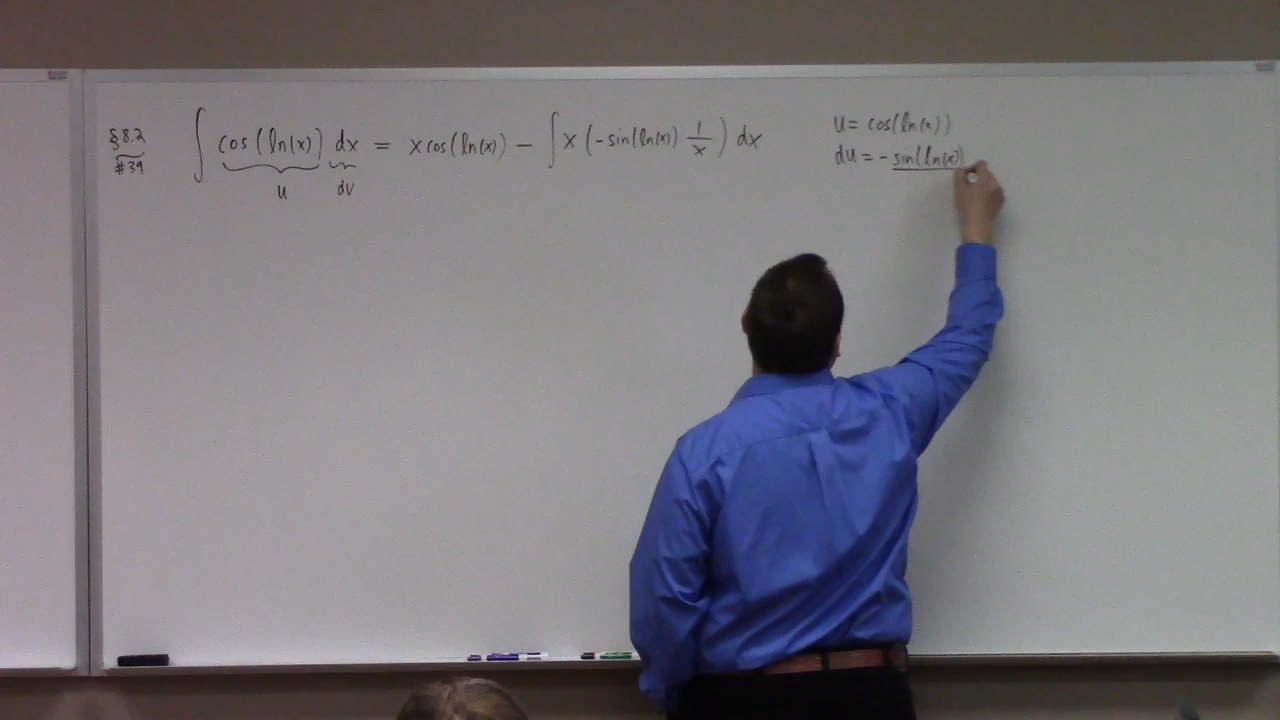 §8.2
#39
∫ cos(ln(x)) dx = x cos(ln(x)) - ∫ x (-sin(ln(x)) 1/x) dx
u dv
u = cos(ln(x))
du = - sin(ln(x))